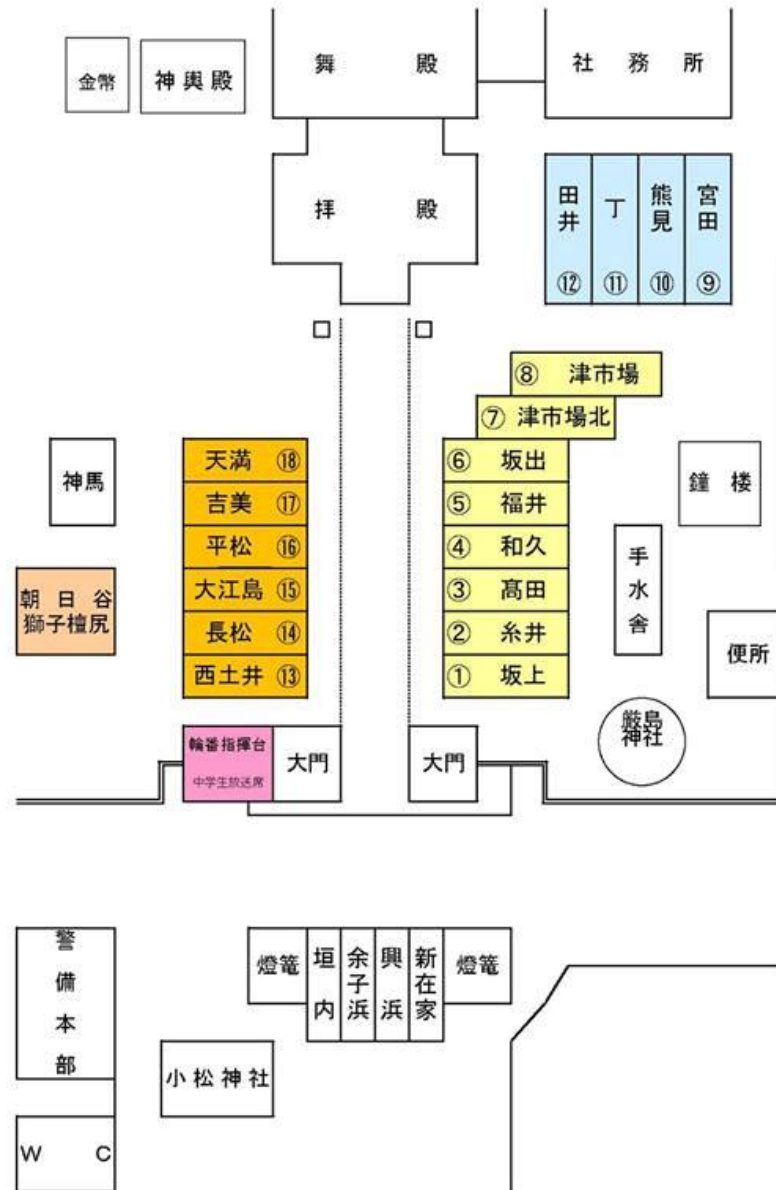 金幣
神輿殿
舞殿
社務所
拝殿
田井 ⑫
丁 ⑪
熊見 ⑩
宮田 ⑨
⑧ 津市場
⑦ 津市場北
神馬
天満 ⑱
⑥ 坂出
鐘楼
吉美 ⑰
⑤ 福井
平松 ⑯
④ 和久
手水舎
朝日谷
獅子檀尻
大江島 ⑮
③ 髙田
長松 ⑭
② 糸井
便所
西土井 ⑬
① 坂上
輪番指揮台
中学生放送席
大門
大門
厳島
神社
警備本部
燈篭
垣内
余子浜
興浜
新在家
燈篭
小松神社
WC